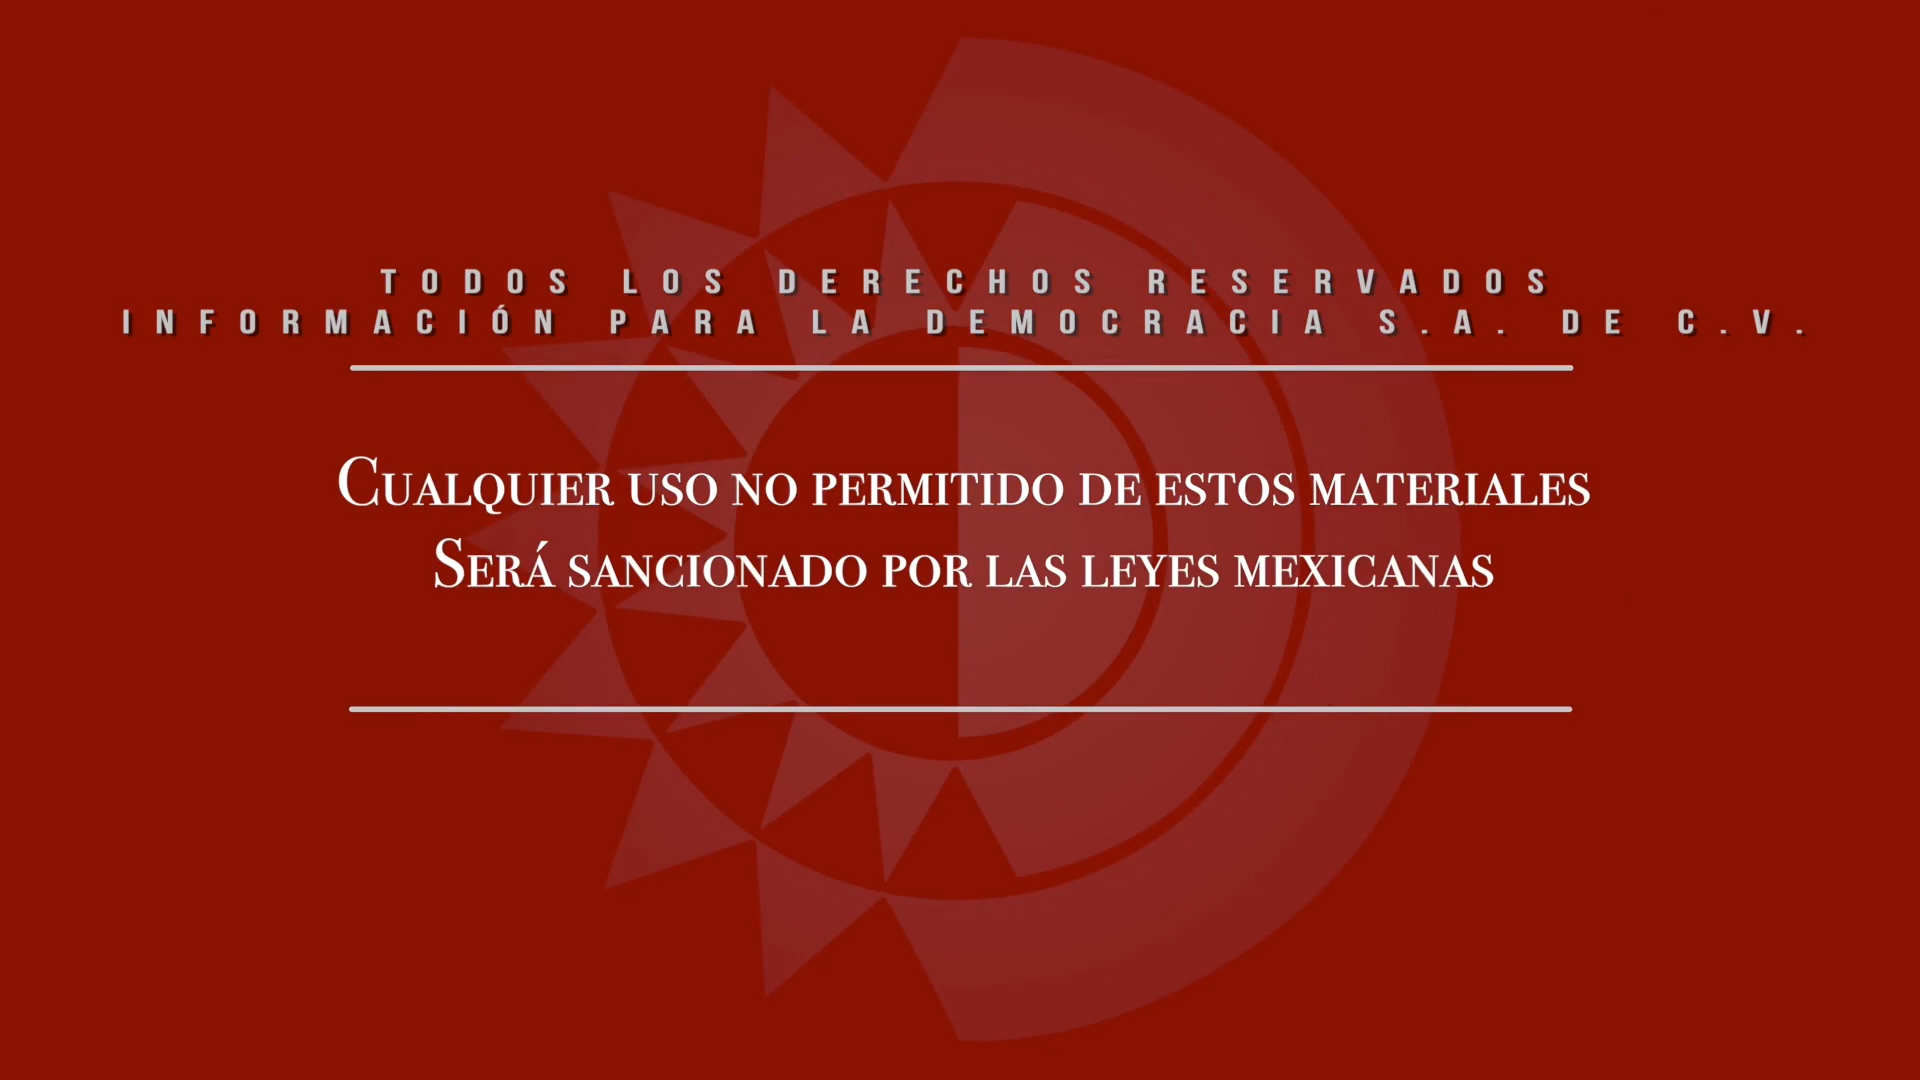 TODOS LOS DERECHOS RESERVADOS
INFORMACIÓN PARA LA DEMOCRACIA S.A. DE C.V.
Cualquier uso no permitido de estos materiales
Será sancionado por las leyes mexicanas